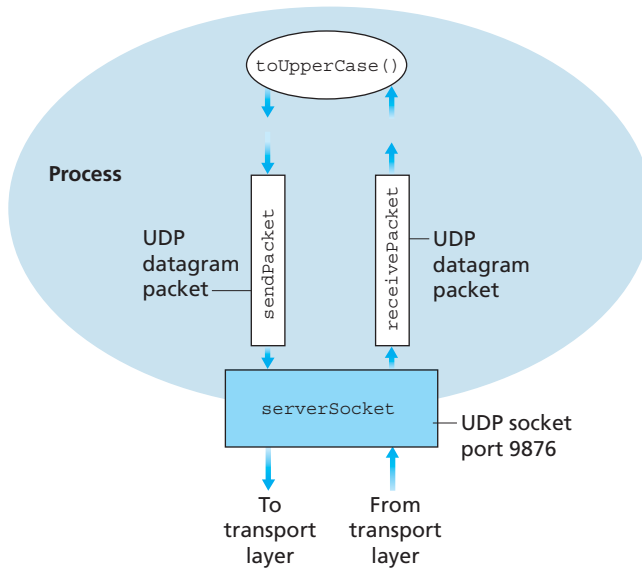 toUpperCase()
Process
UDP
datagram
packet
sendPacket
receivePacket
UDP
datagram
packet
serverSocket
UDP socket
port 9876
To
transport
layer
From
transport
layer